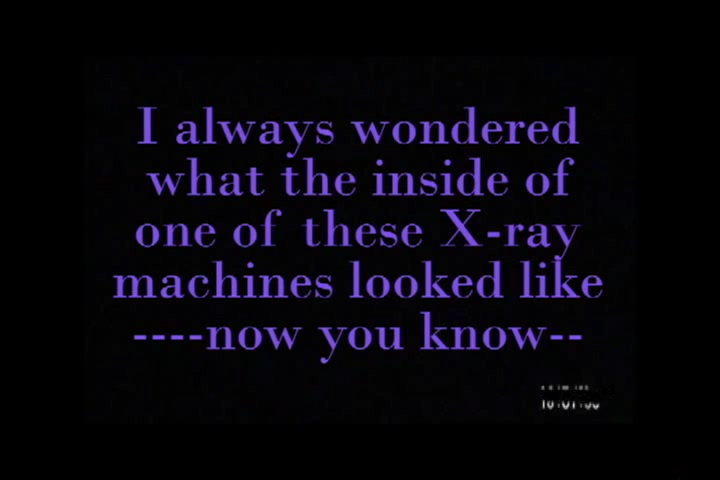 I always wondered
what the inside of
one of these X-ray
machines looked like
----now you know--